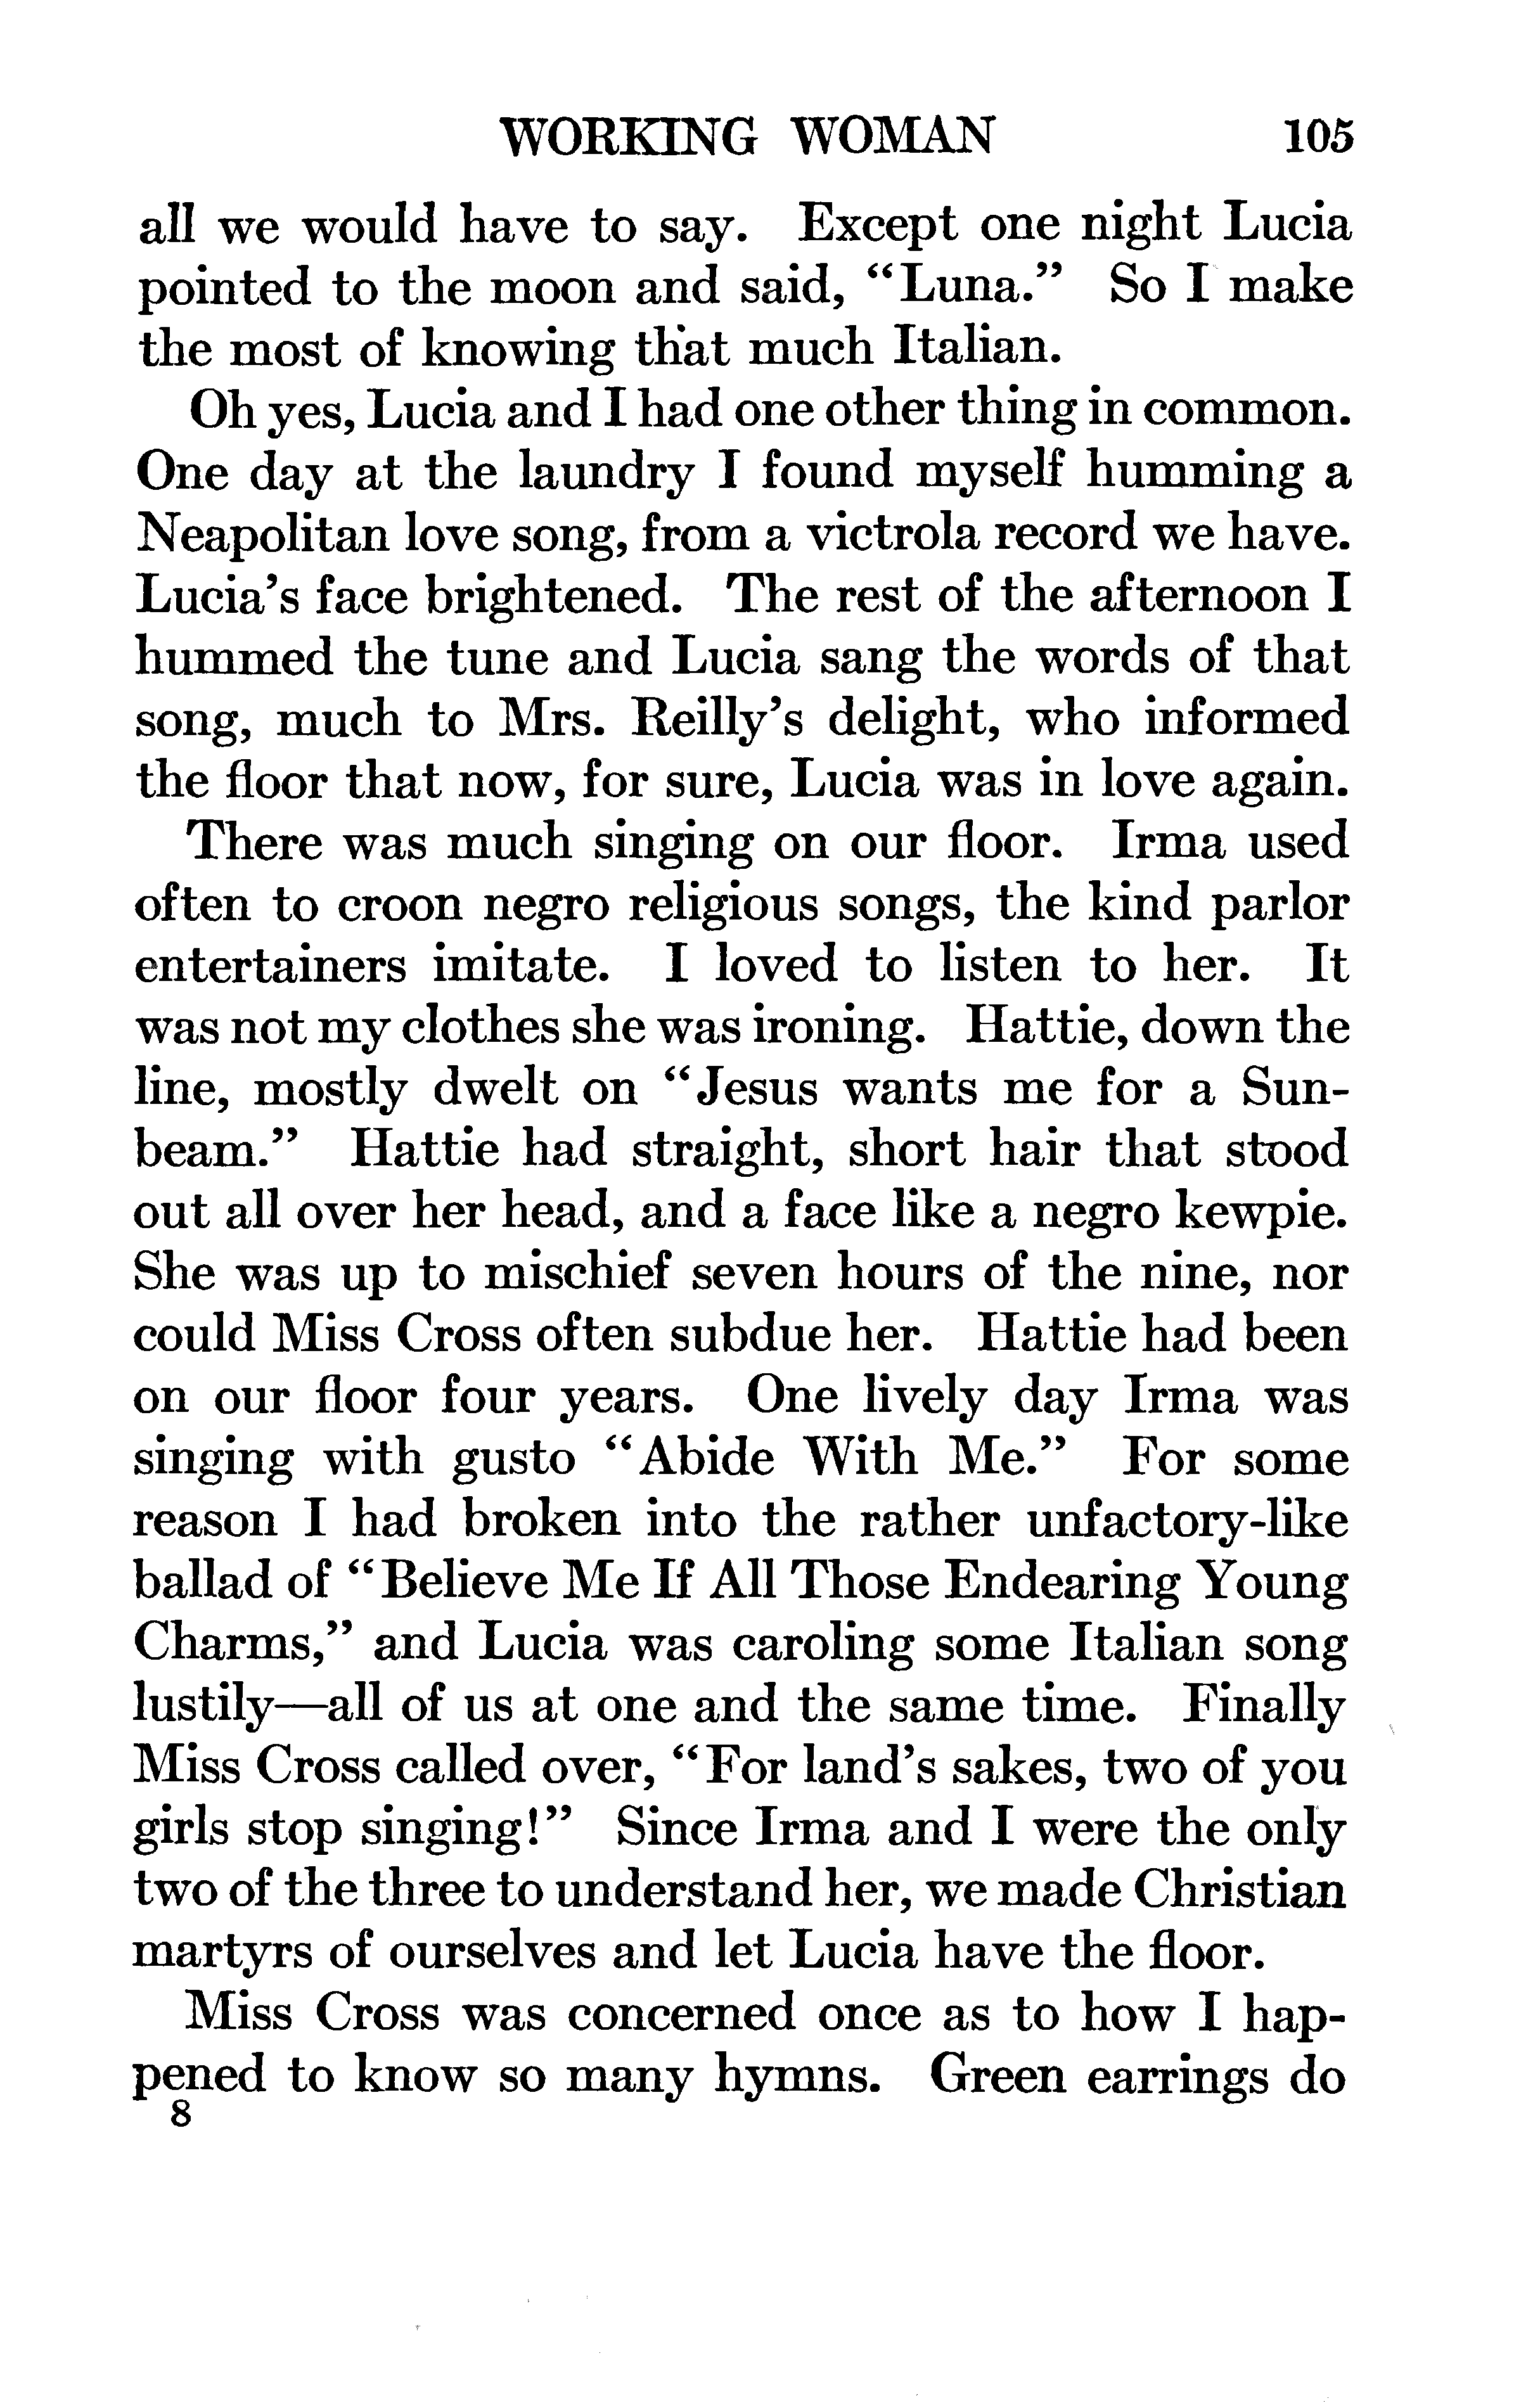 WORKING WOMAN 105
all we would have to say. Except one night Lucia
pointed to the moon and said, “Luna.” So I make
the most of knowing that much Italian.
Oh yes, Lucia and I had one other thing in common.
One day at the laundry I found myself humming a
Neapolitan love song, from a victrola record we have.
Lucia’s face brightened. The rest of the afternoon I
hummed the tune and Lucia sang the words of that
song, much to Mrs. Reilly’s delight, who informed
the floor that now, for sure, Lucia was in love again.
There was much singing on our floor. Irma used
often to croon negro religious songs, the kind parlor
entertainers imitate. I loved to listen to her. It
was not my clothes she was ironing. Hattie, down the
line, mostly dwelt on “Jesus wants me for a Sun-
beam.” Hattie had straight, short hair that stood
out all over her head, and a face like a negro kewpie.
She was up to mischief seven hours of the nine, nor
could Miss Cross often subdue her. Hattie had been
on our floor four years. One lively day Irma was
singing with gusto “Abide With Me.” For some
reason I had broken into the rather unfactory-like
ballad of “Believe Me If All Those Endearing Young
Charms,” and Lucia was caroling some Italian song
lustily—all of us at one and the same time. Finally
Miss Cross called over, “For land’s sakes, two of you
girls stop singing!” Since Irma and I were the only
two of the three to understand her, we made Christian
martyrs of ourselves and let Lucia have the floor.
Miss Cross was concerned once as to how I hap-
pened to know so many hymns. Green earrings do
8